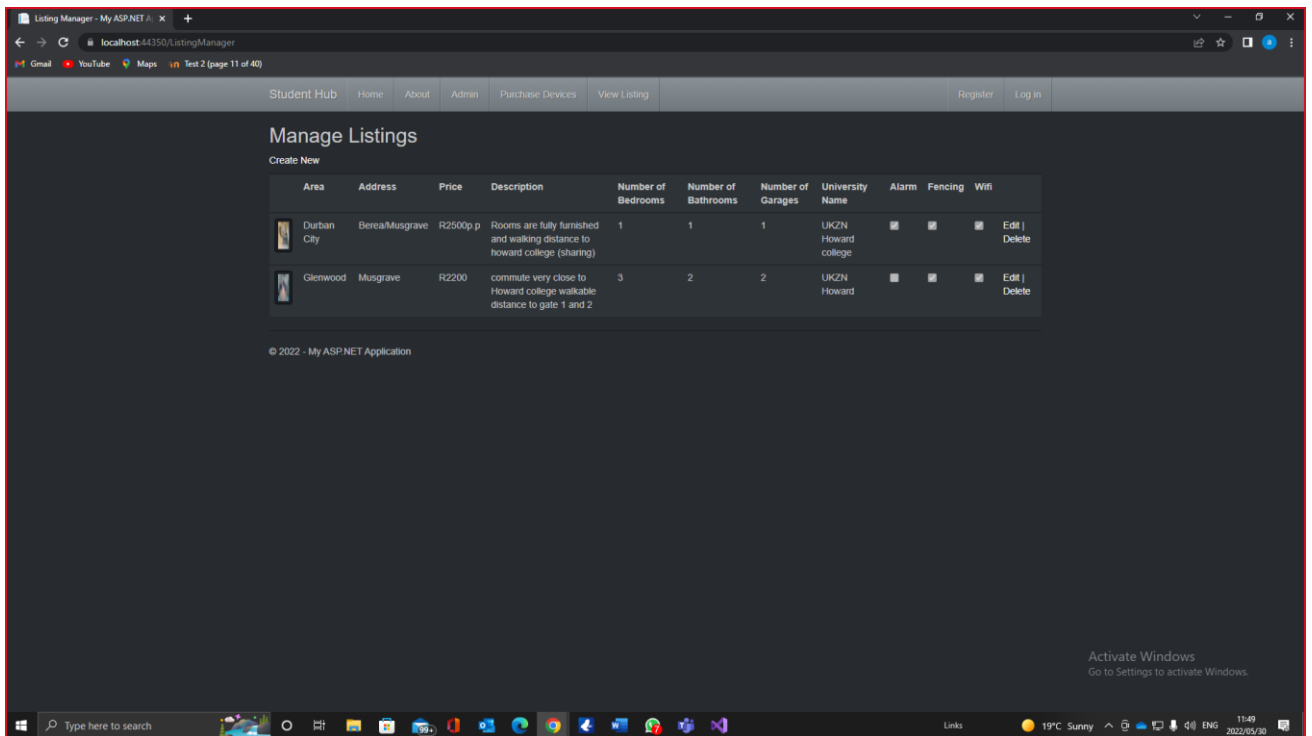 Listing Manager - My ASP.NET A
localhost:44350/ListingManager
Gmail YouTube Maps Test 2 (page 11 of 40)
Student Hub Home About Admin Purchase Devices View Listing Register Log in
Manage Listings
Create New
Area Address Price Description Number of Bedrooms Number of Bathrooms Number of Garages University Name Alarm Fencing Wifi
Durban City Berea/Musgrave R2500p.p Rooms are fully furnished and walking distance to howard college (sharing) 1 1 1 UKZN Howard college Edit | Delete
Glenwood Musgrave R2200 commute very close to Howard college walkable distance to gate 1 and 2 3 2 2 UKZN Howard Edit | Delete
© 2022 - My ASP.NET Application
Activate Windows
Go to Settings to activate Windows.
Type here to search 99+ Links 19°C Sunny ENG 11:49
2022/05/30